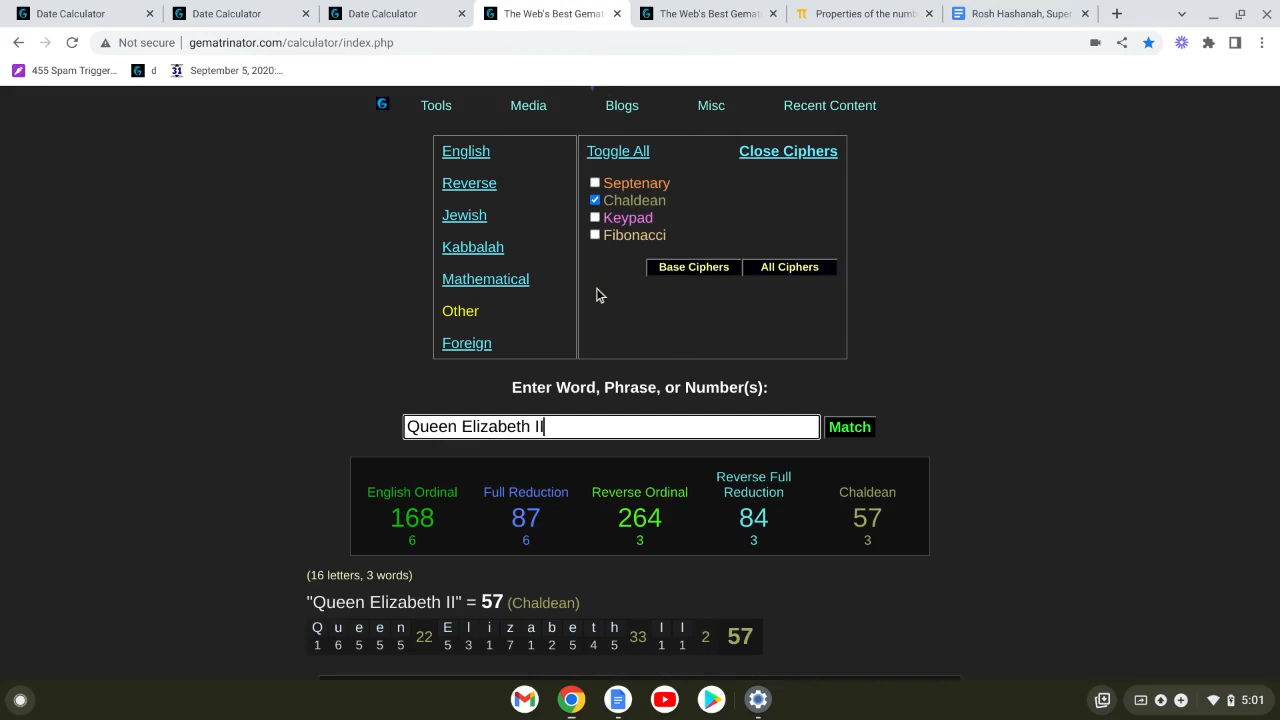 Date Calculator
Date Calculator
Date Calculator
The Web's Best Gemat
The Web's Best Gemat
Properties of the numb
Rosh Hashanah, Super
Not secure | gematrinator.com/calculator/index.php
455 Spam Trigger...
d
31 September 5, 2020:...
Tools Media Blogs Misc Recent Content
English
Reverse
Jewish
Kabbalah
Mathematical
Other
Foreign
Toggle All Close Ciphers
Septenary
Chaldean
Keypad
Fibonacci
Base Ciphers All Ciphers
Enter Word, Phrase, or Number(s):
Queen Elizabeth II Match
English Ordinal Full Reduction Reverse Ordinal Reverse Full Reduction Chaldean
168 87 264 84 57
6 6 3 3 3
(16 letters, 3 words)
"Queen Elizabeth II" = 57 (Chaldean)
Q u e e n 22 E l i z a b e t h 33 I I 2 57
1 6 5 5 5 5 3 1 7 1 2 5 4 5 1 1
5:01